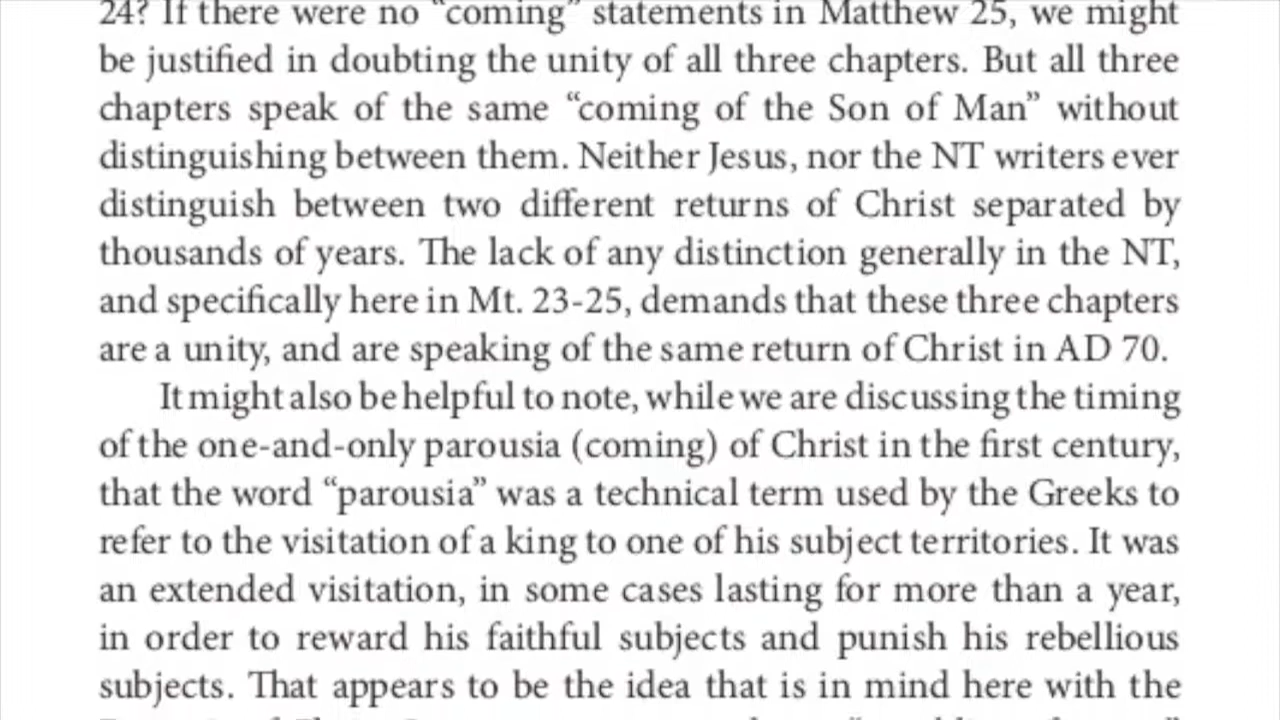 24? If there were no “coming” statements in Matthew 25, we might
be justified in doubting the unity of all three chapters. But all three
chapters speak of the same “coming of the Son of Man” without
distinguishing between them. Neither Jesus, nor the NT writers ever
distinguish between two different returns of Christ separated by
thousands of years. The lack of any distinction generally in the NT,
and specifically here in Mt. 23-25, demands that these three chapters
are a unity, and are speaking of the same return of Christ in AD 70.
It might also be helpful to note, while we are discussing the timing
of the one-and-only parousia (coming) of Christ in the first century,
that the word “parousia” was a technical term used by the Greeks to
refer to the visitation of a king to one of his subject territories. It was
an extended visitation, in some cases lasting for more than a year,
in order to reward his faithful subjects and punish his rebellious
subjects. That appears to be the idea that is in mind here with the